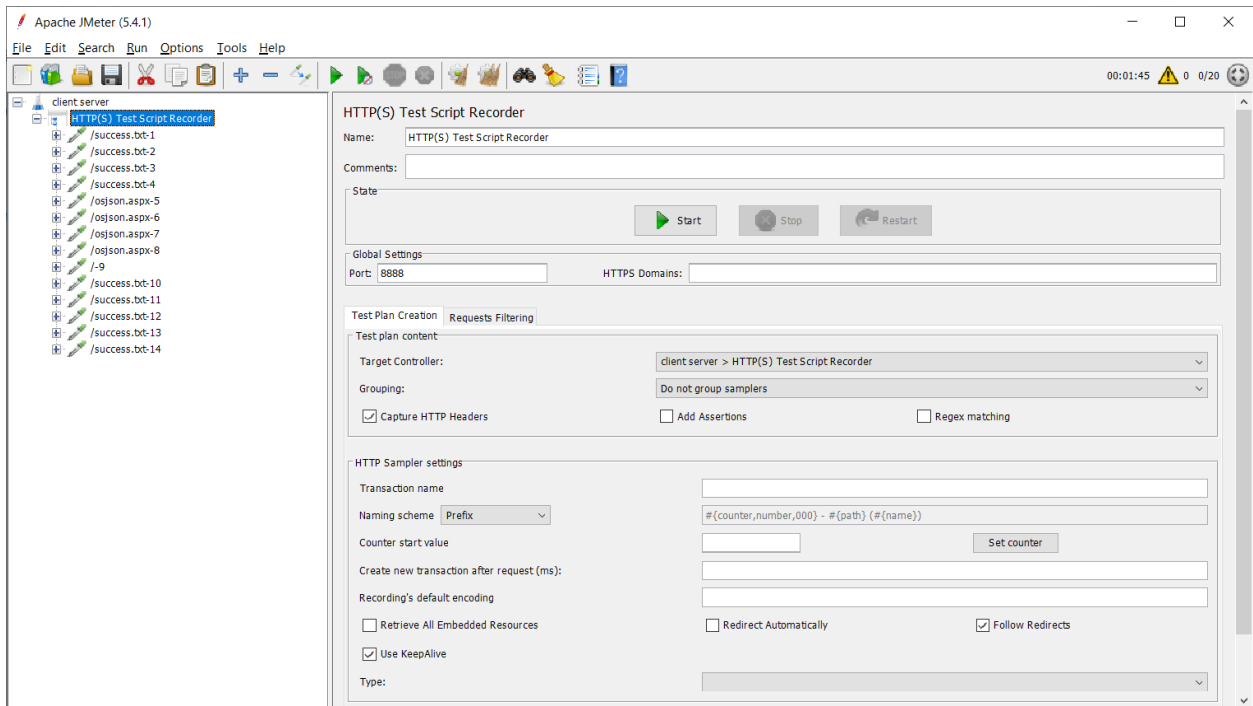 Apache JMeter (5.4.1)
File Edit Search Run Options Tools Help
STOP ? 00:01:45 0 0/20
client server
HTTP(S) Test Script Recorder
/success.txt-1
/success.txt-2
/success.txt-3
/success.txt-4
/osjson.aspx-5
/osjson.aspx-6
/osjson.aspx-7
/osjson.aspx-8
/-9
/success.txt-10
/success.txt-11
/success.txt-12
/success.txt-13
/success.txt-14
HTTP(S) Test Script Recorder
Name: HTTP(S) Test Script Recorder
Comments:
State
Start Stop Restart
Global Settings
Port: 8888 HTTPS Domains:
Test Plan Creation Requests Filtering
Test plan content
Target Controller: client server > HTTP(S) Test Script Recorder
Grouping: Do not group samplers
Capture HTTP Headers Add Assertions Regex matching
HTTP Sampler settings
Transaction name
Naming scheme Prefix #{counter,number,000} - #{path} (#{name})
Counter start value Set counter
Create new transaction after request (ms):
Recording's default encoding
Retrieve All Embedded Resources Redirect Automatically Follow Redirects
Use KeepAlive
Type: